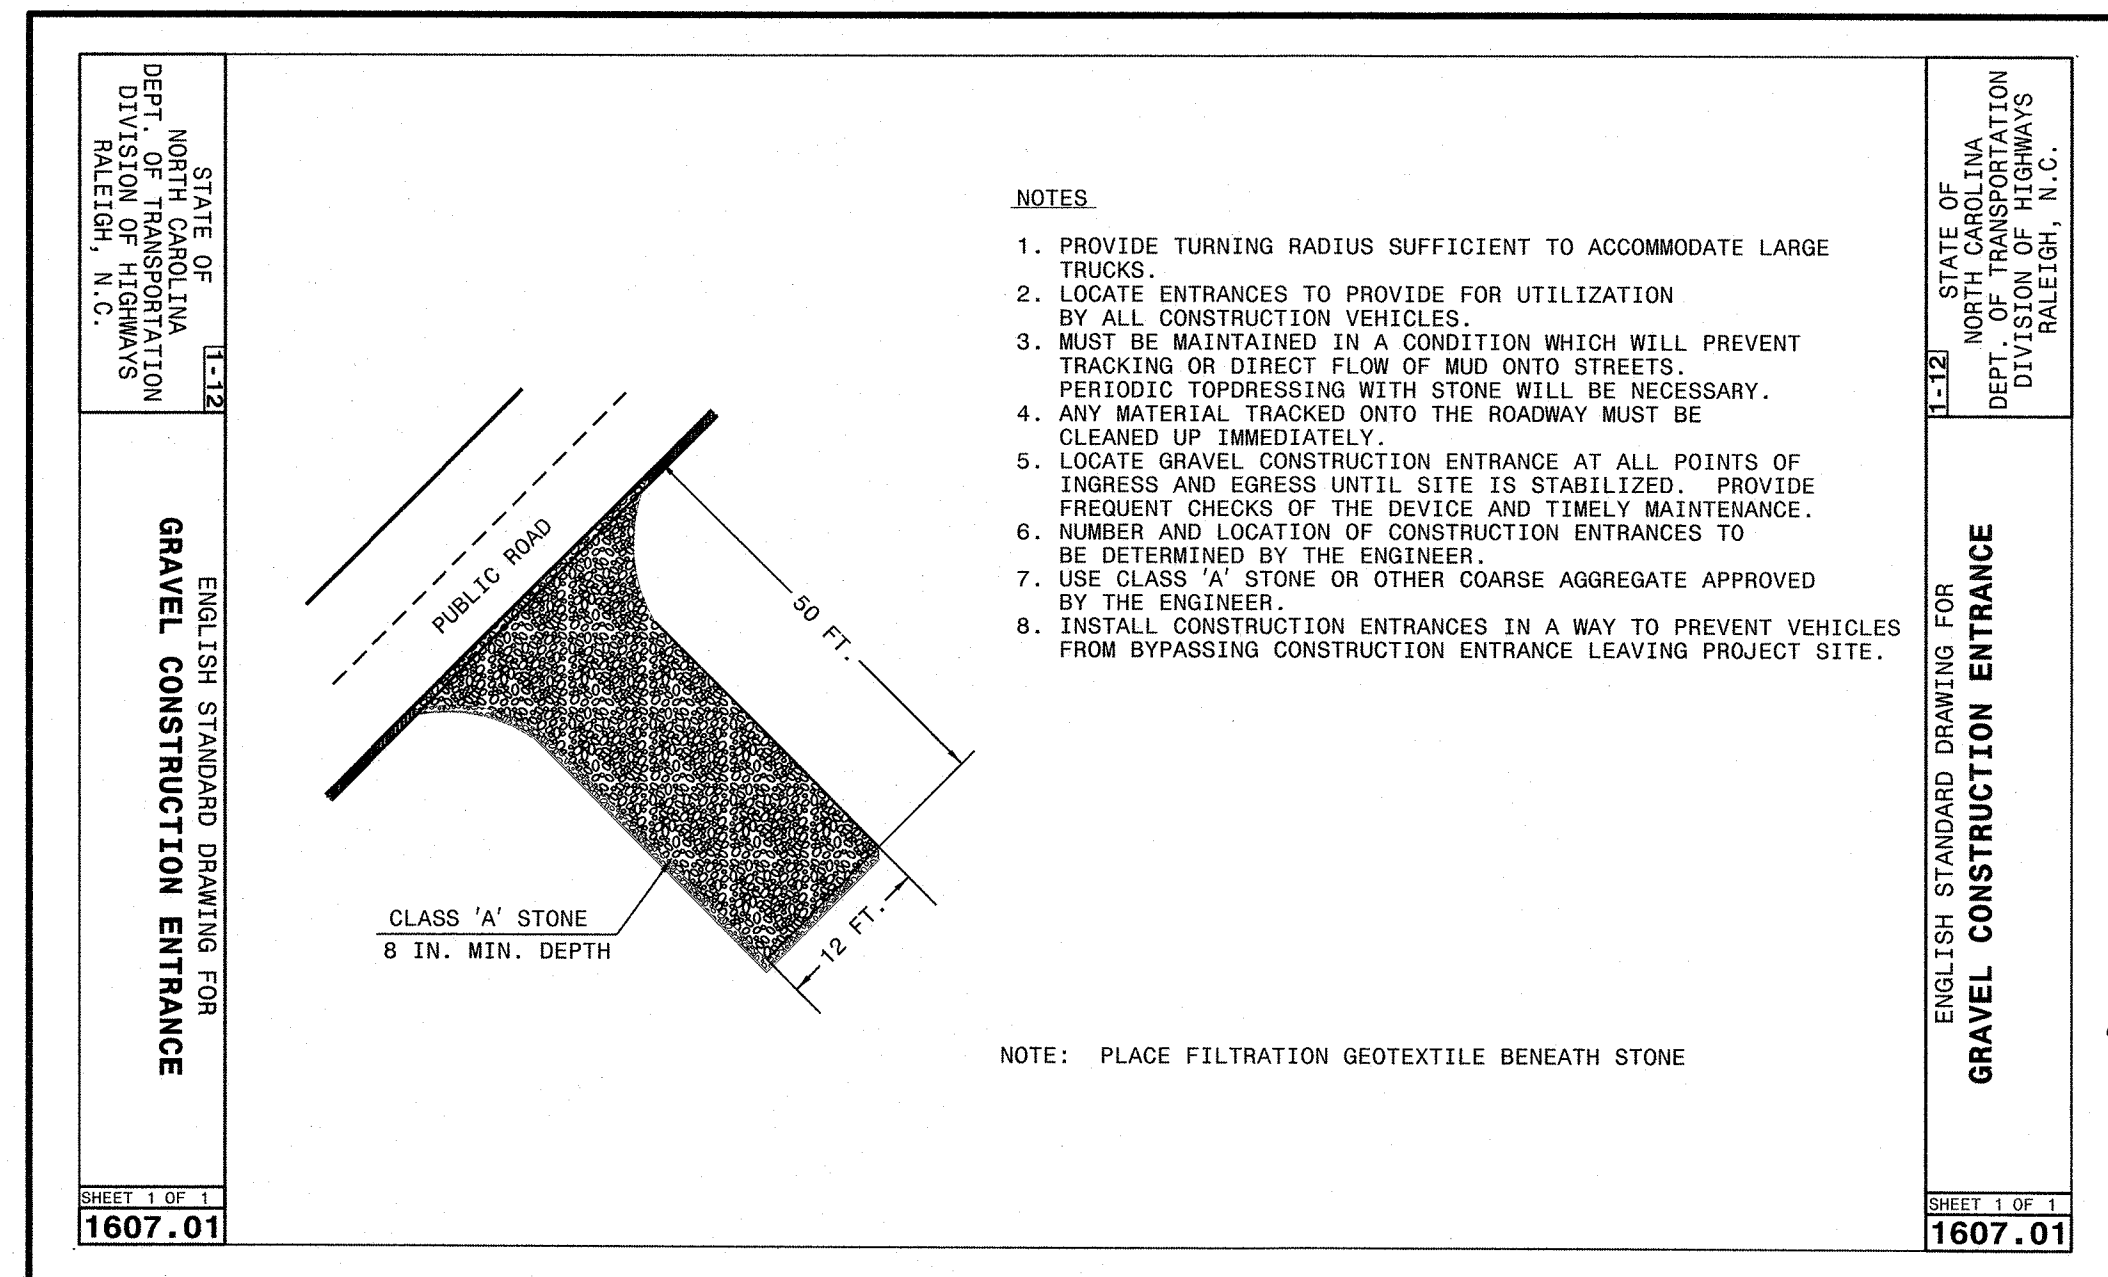 STATE OF
NORTH CAROLINA
DEPT. OF TRANSPORTATION
DIVISION OF HIGHWAYS
RALEIGH, N.C.
1-12
ENGLISH STANDARD DRAWING FOR
GRAVEL CONSTRUCTION ENTRANCE
SHEET 1 OF 1
1607.01
PUBLIC ROAD
50 FT.
12 FT.
CLASS 'A' STONE
8 IN. MIN. DEPTH
NOTES
1. PROVIDE TURNING RADIUS SUFFICIENT TO ACCOMMODATE LARGE
TRUCKS.
2. LOCATE ENTRANCES TO PROVIDE FOR UTILIZATION
BY ALL CONSTRUCTION VEHICLES.
3. MUST BE MAINTAINED IN A CONDITION WHICH WILL PREVENT
TRACKING OR DIRECT FLOW OF MUD ONTO STREETS.
PERIODIC TOPDRESSING WITH STONE WILL BE NECESSARY.
4. ANY MATERIAL TRACKED ONTO THE ROADWAY MUST BE
CLEANED UP IMMEDIATELY.
5. LOCATE GRAVEL CONSTRUCTION ENTRANCE AT ALL POINTS OF
INGRESS AND EGRESS UNTIL SITE IS STABILIZED. PROVIDE
FREQUENT CHECKS OF THE DEVICE AND TIMELY MAINTENANCE.
6. NUMBER AND LOCATION OF CONSTRUCTION ENTRANCES TO
BE DETERMINED BY THE ENGINEER.
7. USE CLASS 'A' STONE OR OTHER COARSE AGGREGATE APPROVED
BY THE ENGINEER.
8. INSTALL CONSTRUCTION ENTRANCES IN A WAY TO PREVENT VEHICLES
FROM BYPASSING CONSTRUCTION ENTRANCE LEAVING PROJECT SITE.
NOTE: PLACE FILTRATION GEOTEXTILE BENEATH STONE
STATE OF
NORTH CAROLINA
DEPT. OF TRANSPORTATION
DIVISION OF HIGHWAYS
RALEIGH, N.C.
1-12
ENGLISH STANDARD DRAWING FOR
GRAVEL CONSTRUCTION ENTRANCE
SHEET 1 OF 1
1607.01